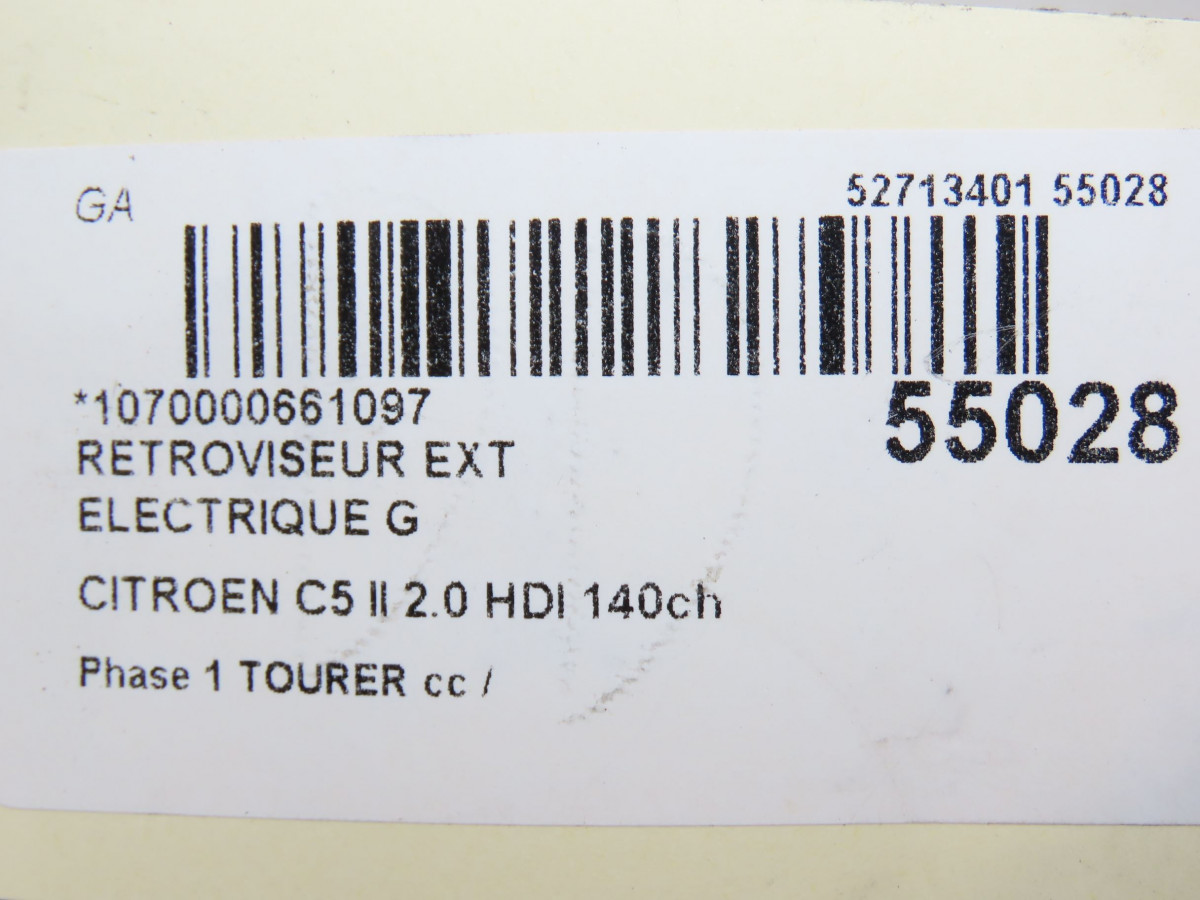 GA
52713401 55028
*1070000661097
55028
RETROVISEUR EXT
ELECTRIQUE G
CITROEN C5 II 2.0 HDI 140ch
Phase 1 TOURER cc /